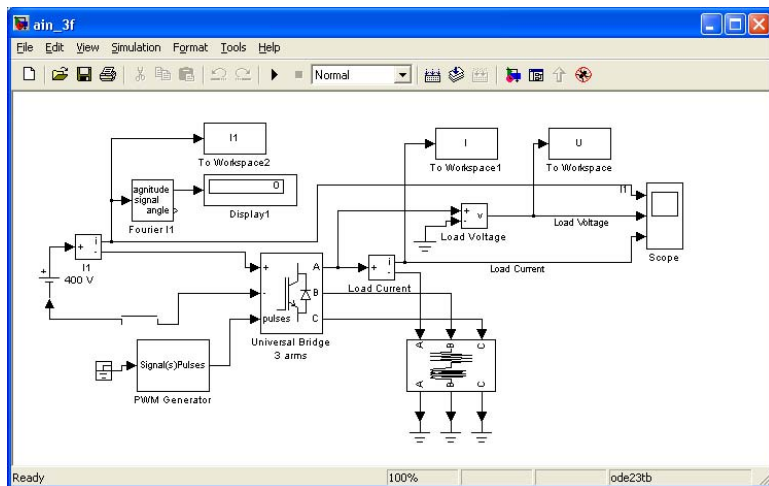 ain_3f
File Edit View Simulation Format Tools Help
Normal
I1
To Workspace2
I
To Workspace1
U
To Workspace
agnitude
signal
angle
Fourier I1
0
Display1
I1
+
-
v
Load Voltage
Load Voltage
Scope
+
i
-
I1
+
400 V
+
-
pulses
A
B
C
Universal Bridge
3 arms
+
i
-
Load Current
Load Current
A
B
C
A
B
C
Signal(s)Pulses
PWM Generator
Ready
100%
ode23tb